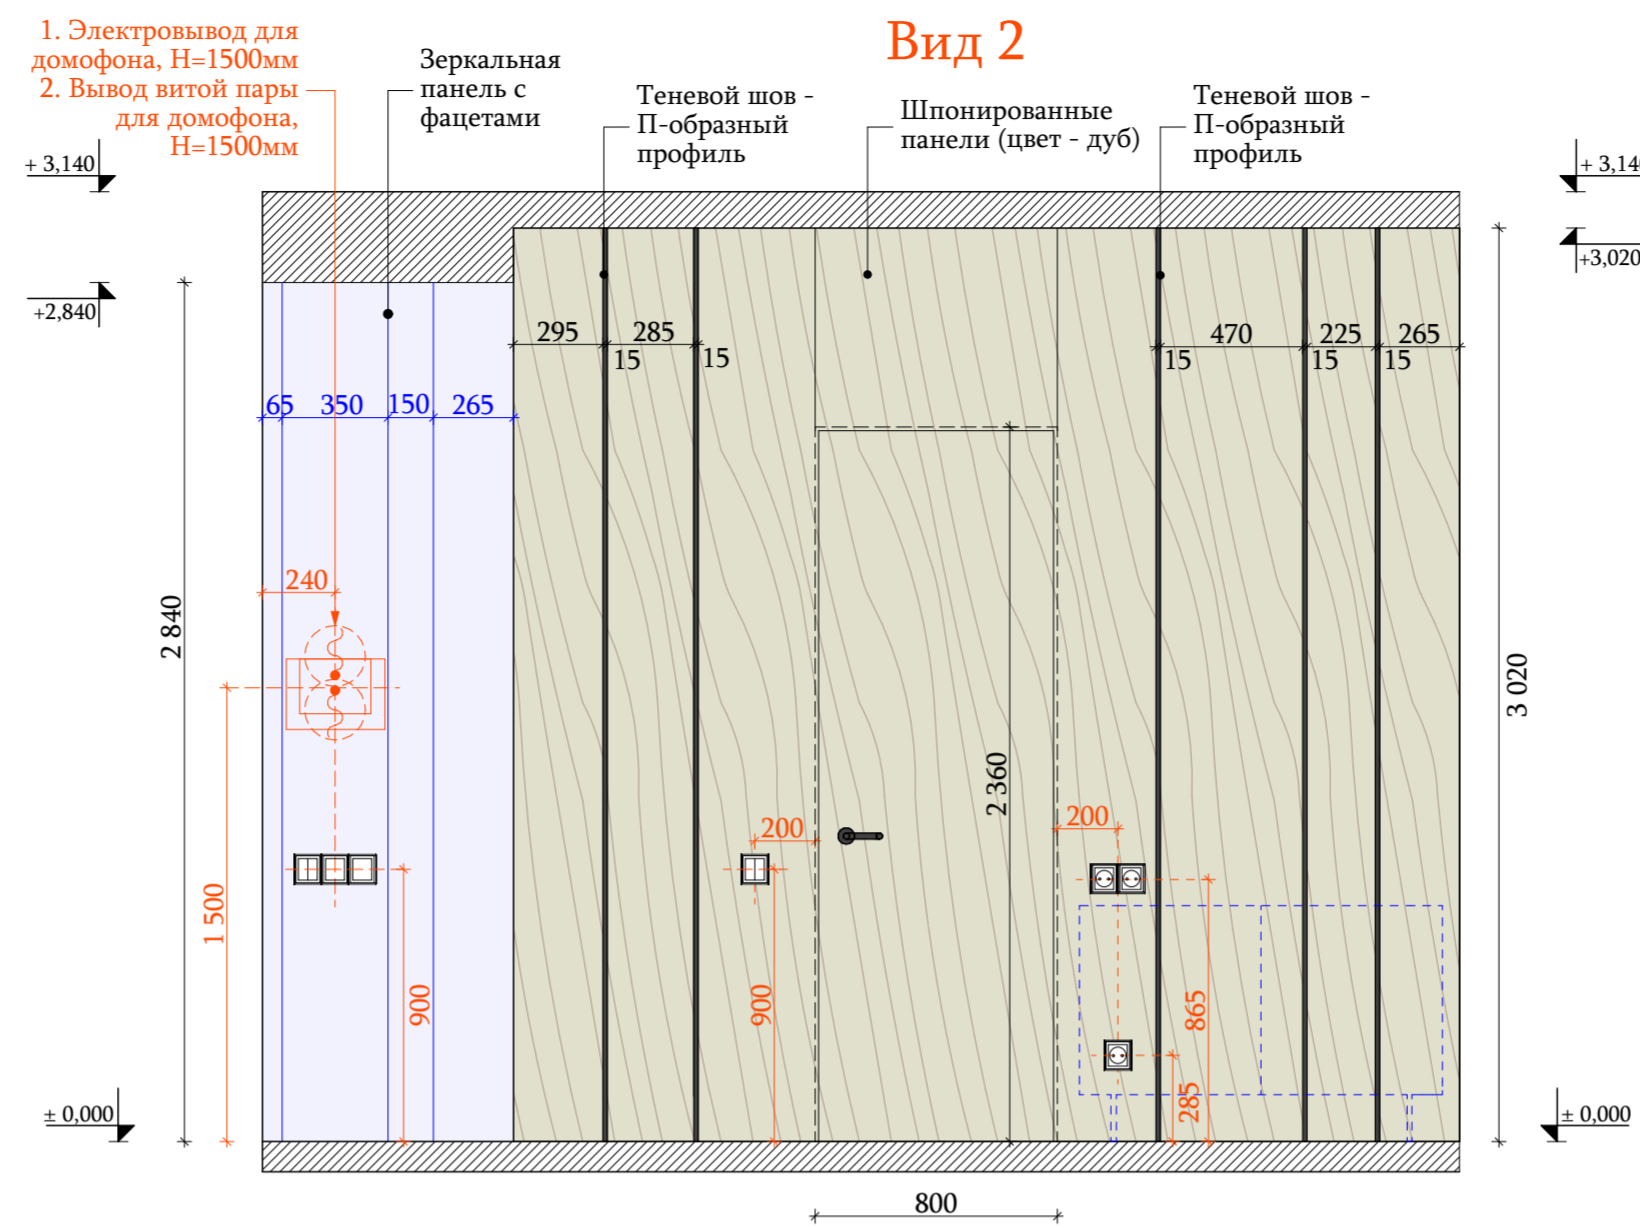 Вид 2
1. Электровывод для
домофона, H=1500мм
2. Вывод витой пары
для домофона,
H=1500мм
Зеркальная
панель с
фацетами
Теневой шов -
П-образный
профиль
Шпонированные
панели (цвет - дуб)
Теневой шов -
П-образный
профиль
+ 3,140
+ 3,140
+3,020
+2,840
295
285
15
15
470
225
265
15
15
15
65
350
150
265
240
2 840
3 020
2 360
200
200
1 500
900
900
865
285
± 0,000
± 0,000
800